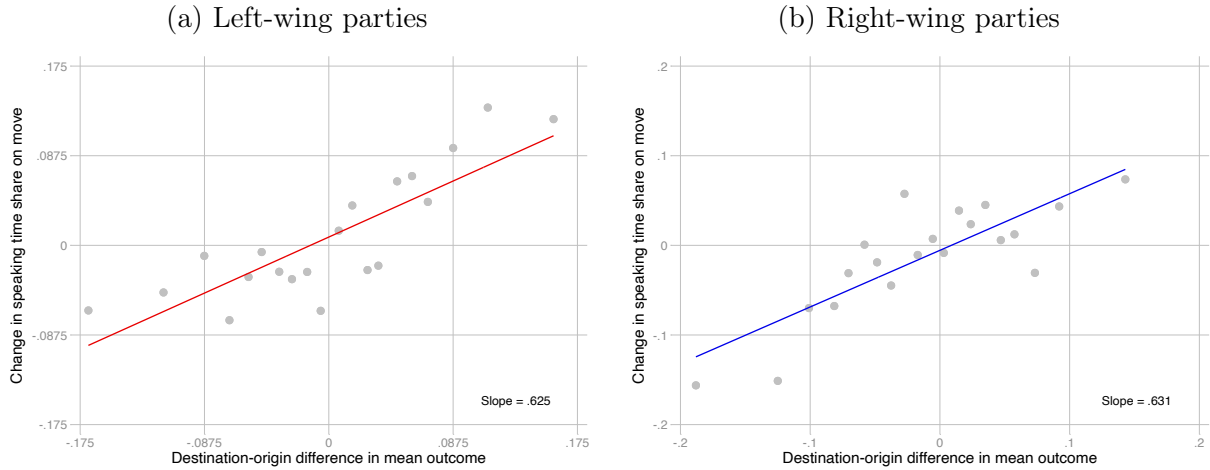 (a) Left-wing parties
Change in speaking time share on move
.175
.0875
0
-.0875
-.175
Slope = .625
-.175
-.0875
0
.0875
.175
Destination-origin difference in mean outcome
(b) Right-wing parties
Change in speaking time share on move
.2
.1
0
-.1
-.2
Slope = .631
-.2
-.1
0
.1
.2
Destination-origin difference in mean outcome